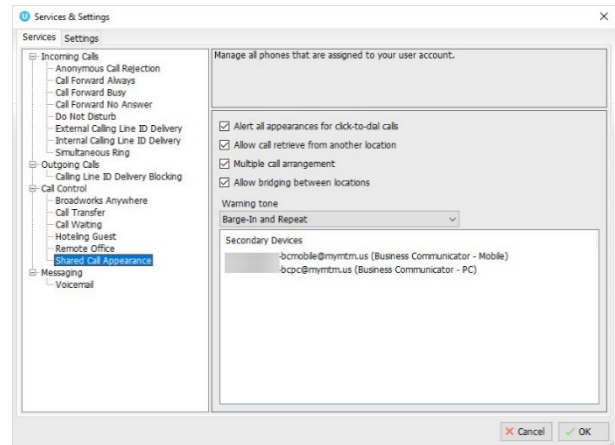 Services & Settings
Services Settings
Incoming Calls
Anonymous Call Rejection
Call Forward Always
Call Forward Busy
Call Forward No Answer
Do Not Disturb
External Calling Line ID Delivery
Internal Calling Line ID Delivery
Simultaneous Ring
Outgoing Calls
Calling Line ID Delivery Blocking
Call Control
Broadworks Anywhere
Call Transfer
Call Waiting
Hoteling Guest
Remote Office
Shared Call Appearance
Messaging
Voicemail
Manage all phones that are assigned to your user account.
Alert all appearances for click-to-dial calls
Allow call retrieve from another location
Multiple call arrangement
Allow bridging between locations
Warning tone
Barge-In and Repeat
Secondary Devices
-bcmobile@mymtm.us (Business Communicator - Mobile)
-bcpc@mymtm.us (Business Communicator - PC)
Cancel OK